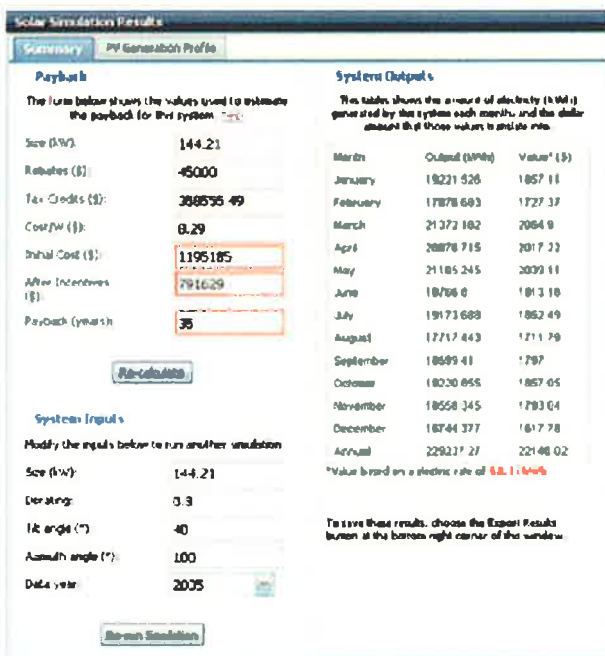 Solar Simulation Results
Summary
PV Generation Profile
Payback
The form below shows the values used to estimate
the payback for this system.
Size (kW):
144.21
Rebates ($):
45000
Tax Credits ($):
358555.49
Cost/W ($):
8.29
Initial Cost ($):
1195185
After Incentives
($):
791629
Payback (years):
35
Re-calculate
System Inputs
Modify the inputs below to run another simulation
Size (kW):
144.21
Derating:
Tilt angle (°):
40
Azimuth angle (°):
100
Data year:
2005
Re-run Simulation
System Outputs
This tables shows the amount of electricity (kWh)
generated by this system each month, and the dollar
amount that those values translate into.
Month Output (MWh) Value* ($)
January 19221.526 1857.11
February 17878.693 1727.37
March 21372.182 2064.9
April 20878.715 2017.22
May 21105.245 2039.11
June 18766.8 1813.18
July 19173.688 1852.49
August 17717.443 1711.79
September 18599.41 1797
October 19220.855 1857.05
November 18558.345 1793.04
December 16744.377 1617.78
Annual 229237.27 22148.02
*Value based on a electric rate of
To save these results, choose the Export Results
button at the bottom right corner of the window.